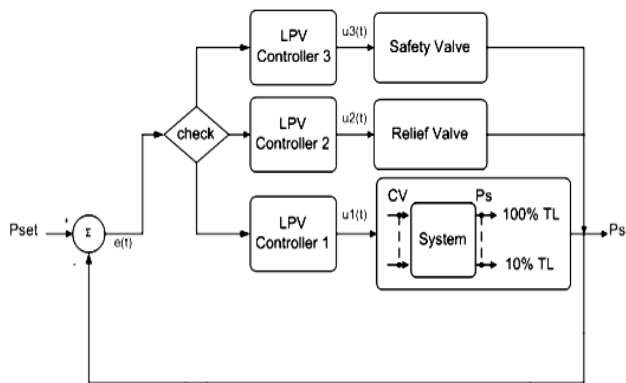 LPV
Controller 3
u3(t)
Safety Valve
check
LPV
Controller 2
u2(t)
Relief Valve
Pset
+
Σ
-
e(t)
LPV
Controller 1
u1(t)
CV
Ps
System
100% TL
10% TL
Ps